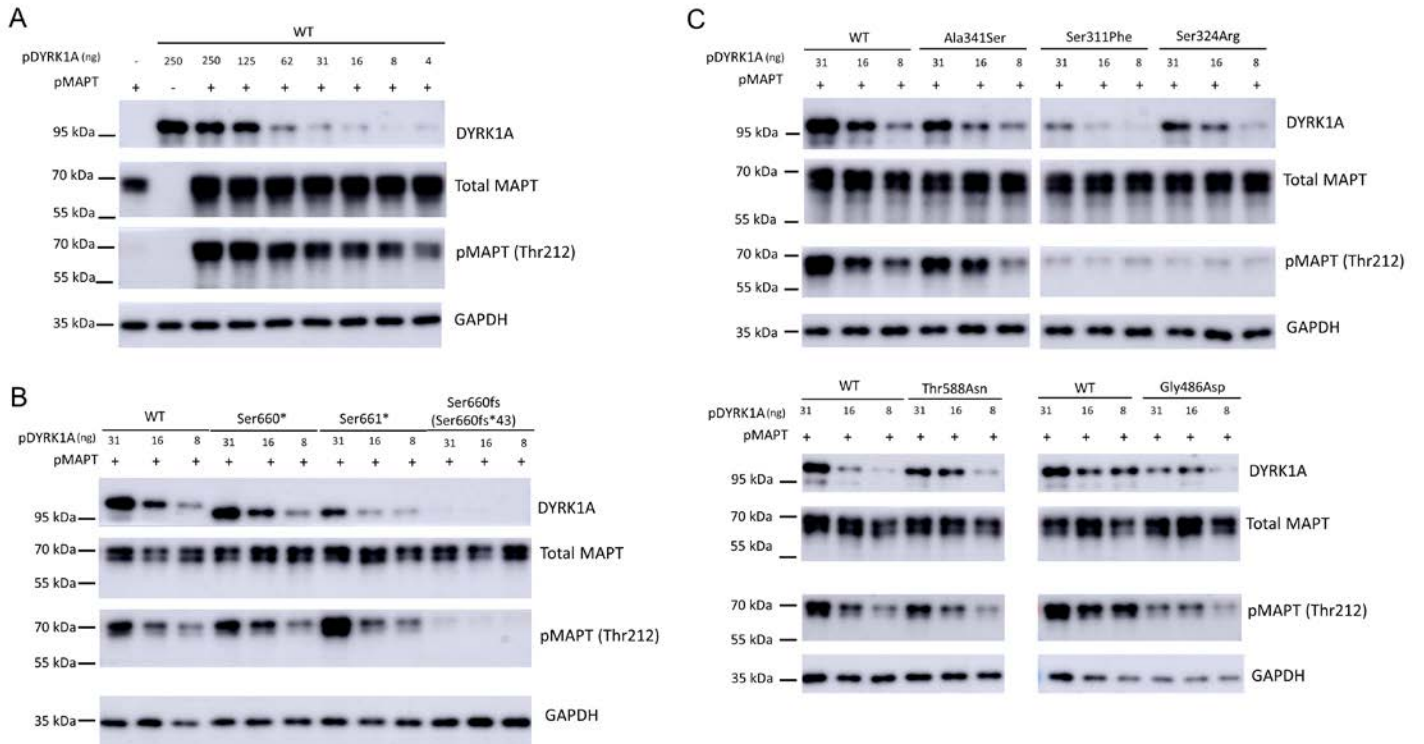 A
WT
pDYRK1A (ng) - 250 250 125 62 31 16 8 4
pMAPT + - + + + + + + +
95 kDa DYRK1A
70 kDa Total MAPT
55 kDa
70 kDa pMAPT (Thr212)
55 kDa
35 kDa GAPDH
B
WT Ser660* Ser661* Ser660fs
(Ser660fs*43)
pDYRK1A (ng) 31 16 8 31 16 8 31 16 8 31 16 8
pMAPT + + + + + + + + + + + +
95 kDa DYRK1A
70 kDa Total MAPT
55 kDa
70 kDa pMAPT (Thr212)
55 kDa
35 kDa GAPDH
C
WT Ala341Ser Ser311Phe Ser324Arg
pDYRK1A (ng) 31 16 8 31 16 8 31 16 8 31 16 8
pMAPT + + + + + + + + + + + +
95 kDa DYRK1A
70 kDa Total MAPT
55 kDa
70 kDa pMAPT (Thr212)
55 kDa
35 kDa GAPDH
WT Thr588Asn WT Gly486Asp
pDYRK1A (ng) 31 16 8 31 16 8 31 16 8 31 16 8
pMAPT + + + + + + + + + + + +
95 kDa DYRK1A
70 kDa Total MAPT
55 kDa
70 kDa pMAPT (Thr212)
55 kDa
35 kDa GAPDH